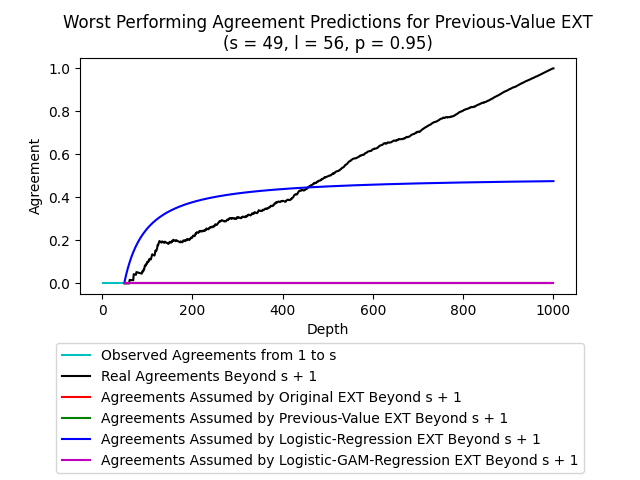 Worst Performing Agreement Predictions for Previous-Value EXT
(s = 49, l = 56, p = 0.95)
1.0
0.8
0.6
0.4
0.2
0.0
Agreement
0 200 400 600 800 1000
Depth
Observed Agreements from 1 to s
Real Agreements Beyond s + 1
Agreements Assumed by Original EXT Beyond s + 1
Agreements Assumed by Previous-Value EXT Beyond s + 1
Agreements Assumed by Logistic-Regression EXT Beyond s + 1
Agreements Assumed by Logistic-GAM-Regression EXT Beyond s + 1